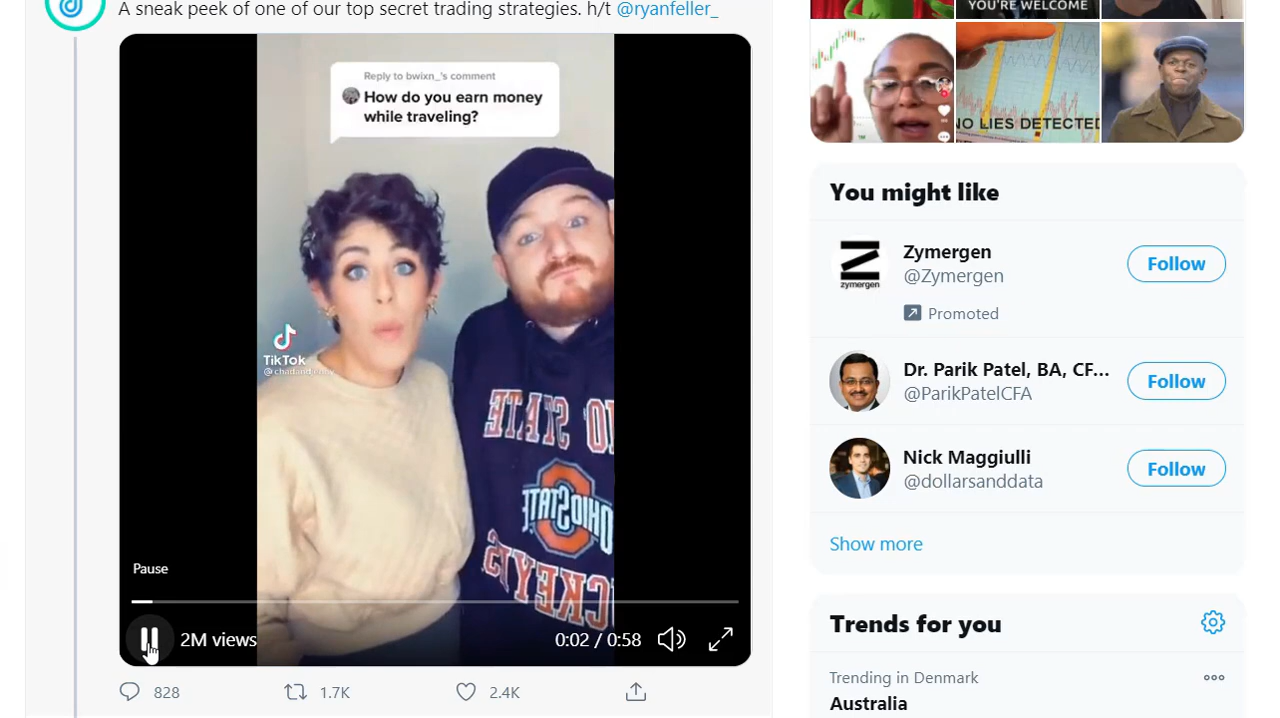 A sneak peek of one of our top secret trading strategies. h/t @ryanfeller_
YOU'RE WELCOME
Reply to bwixn_'s comment
How do you earn money
while traveling?
NO LIES DETECTED
TikTok
OHIO STATE
OHIO STATE
Pause
2M views
0:02 / 0:58
828
1.7K
2.4K
You might like
Zymergen
@Zymergen
Follow
zymergen
Promoted
Dr. Parik Patel, BA, CF...
@ParikPatelCFA
Follow
Nick Maggiulli
@dollarsanddata
Follow
Show more
Trends for you
Trending in Denmark
Australia